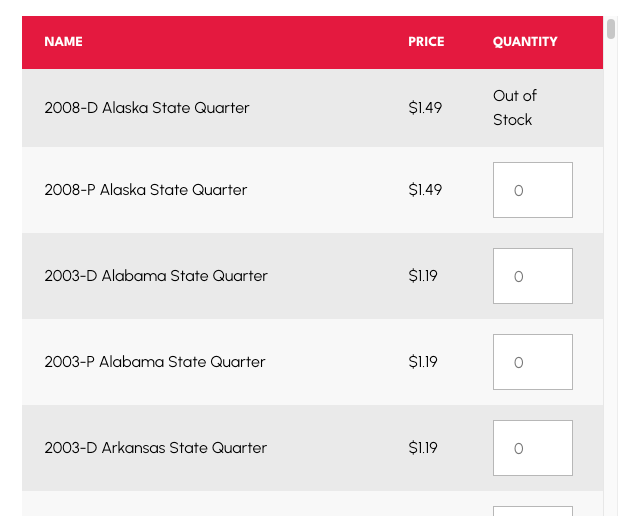 NAME PRICE QUANTITY
2008-D Alaska State Quarter $1.49 Out of
Stock
2008-P Alaska State Quarter $1.49 0
2003-D Alabama State Quarter $1.19 0
2003-P Alabama State Quarter $1.19 0
2003-D Arkansas State Quarter $1.19 0